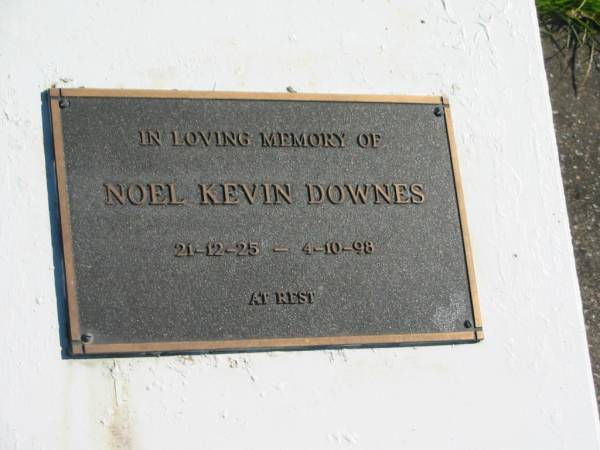 IN LOVING MEMORY OF
NOEL KEVIN DOWNES
21-12-25 - 4-10-98
AT REST